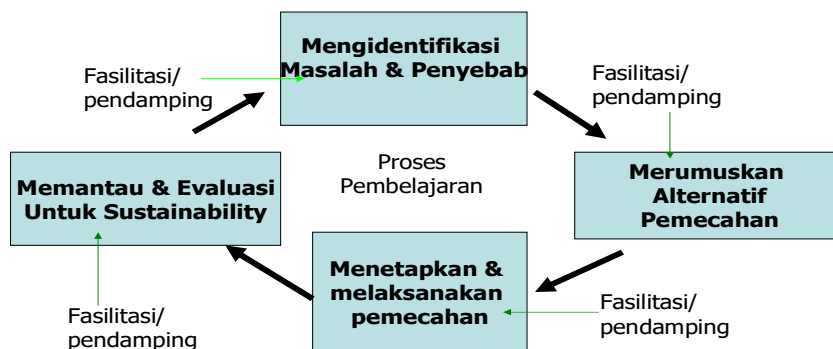 Mengidentifikasi
Masalah & Penyebab
Fasilitasi/
pendamping
Fasilitasi/
pendamping
Proses
Pembelajaran
Memantau & Evaluasi
Untuk Sustainability
Merumuskan
Alternatif
Pemecahan
Menetapkan &
melaksanakan
pemecahan
Fasilitasi/
pendamping
Fasilitasi/
pendamping